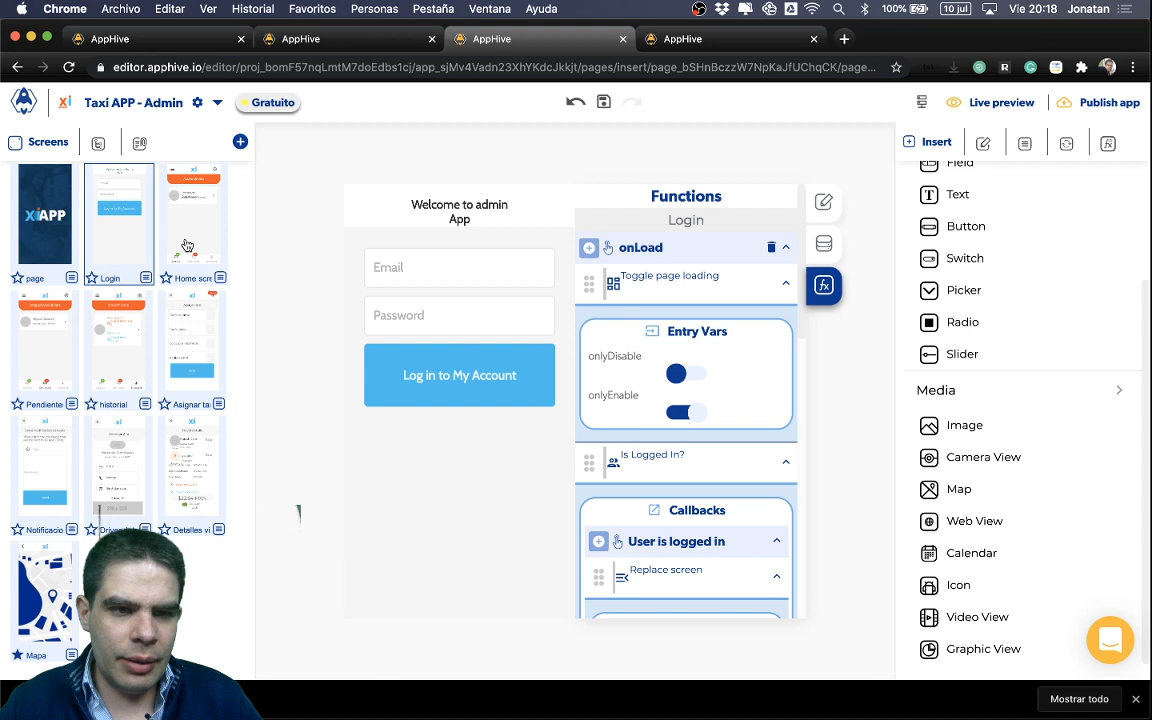 Chrome Archivo Editar Ver Historial Favoritos Personas Pestaña Ventana Ayuda 100% 10 jul Vie 20:18 Jonatan
AppHive AppHive AppHive AppHive
editor.apphive.io/editor/proj_bomF57nqLmtM7doEdbs1cj/app_sjMv4Vadn23XhYKdcJkkjt/pages/insert/page_bSHnBczzW7NpKaJfUChqCK/page...
xi Taxi APP - Admin Gratuito Live preview Publish app
Screens Insert
Field
Text
Button
Switch
Picker
Radio
Slider
Media
Image
Camera View
Map
Web View
Calendar
Icon
Video View
Graphic View
XIAPP
page Login Home scr
Pendiente historial Asignar ta
Notificacio Drive Detalles vi
Mapa
Welcome to admin
App
Email
Password
Log in to My Account
Functions
Login
onLoad
Toggle page loading
Entry Vars
onlyDisable
onlyEnable
Is Logged In?
Callbacks
User is logged in
Replace screen
Mostrar todo